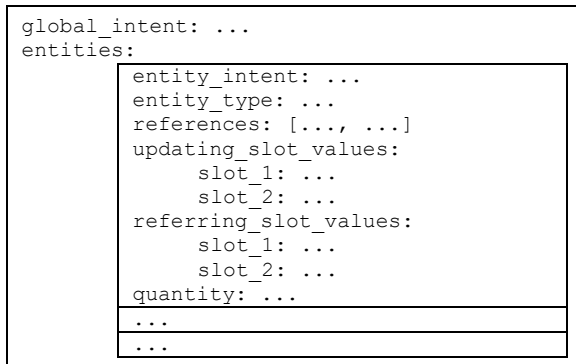 global_intent: ...
entities:
entity_intent: ...
entity_type: ...
references: [..., ...]
updating_slot_values:
slot_1: ...
slot_2: ...
referring_slot_values:
slot_1: ...
slot_2: ...
quantity: ...
...
...